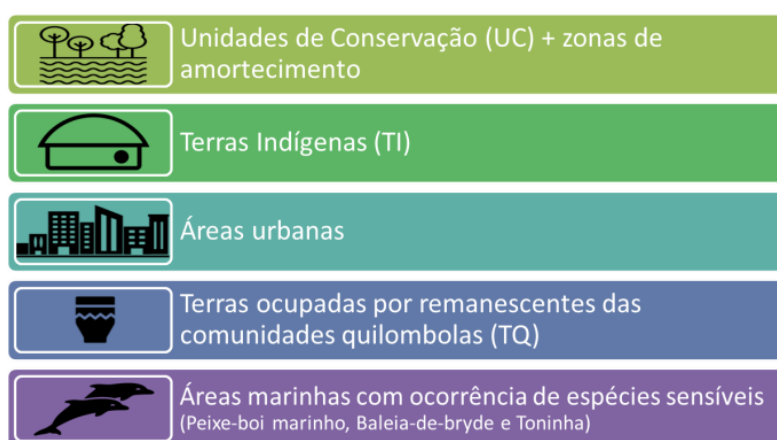 Unidades de Conservação (UC) + zonas de
amortecimento
Terras Indígenas (TI)
Áreas urbanas
Terras ocupadas por remanescentes das
comunidades quilombolas (TQ)
Áreas marinhas com ocorrência de espécies sensíveis
(Peixe-boi marinho, Baleia-de-bryde e Toninha)